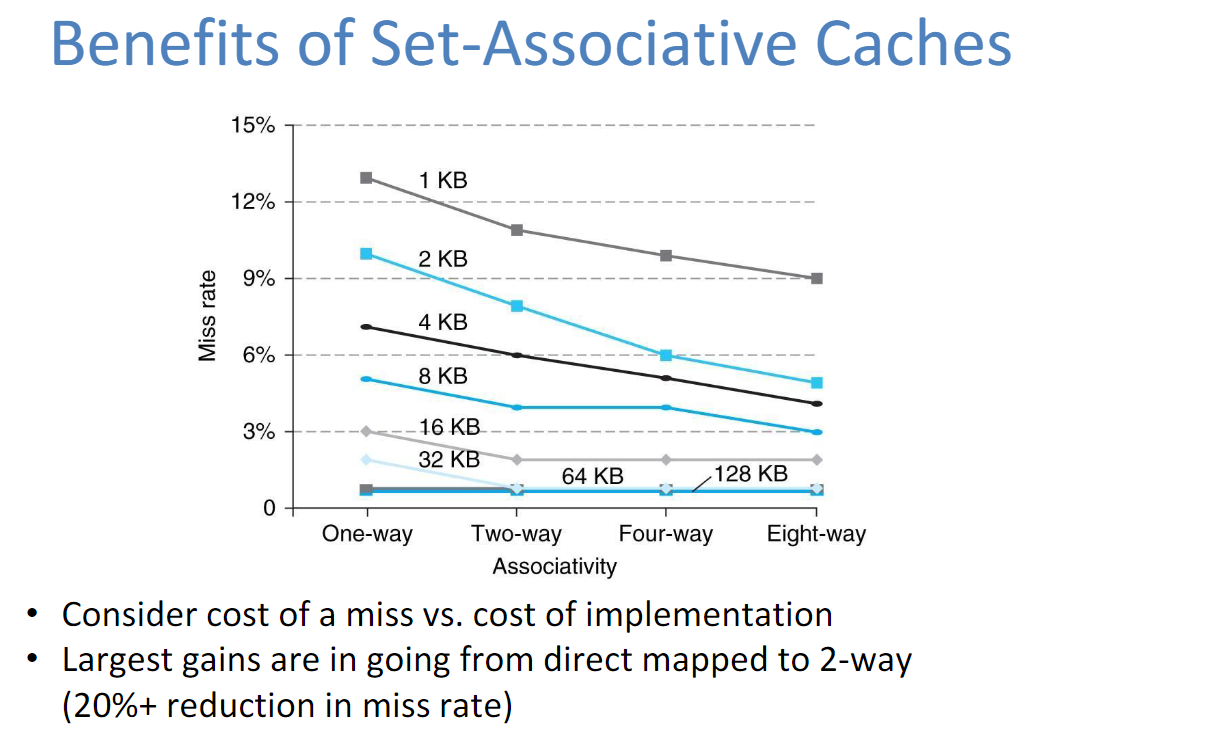 Benefits of Set-Associative Caches
15%
12%
9%
6%
3%
0
Miss rate
1 KB
2 KB
4 KB
8 KB
16 KB
32 KB
64 KB
128 KB
One-way
Two-way
Four-way
Eight-way
Associativity
• Consider cost of a miss vs. cost of implementation
• Largest gains are in going from direct mapped to 2-way
(20%+ reduction in miss rate)